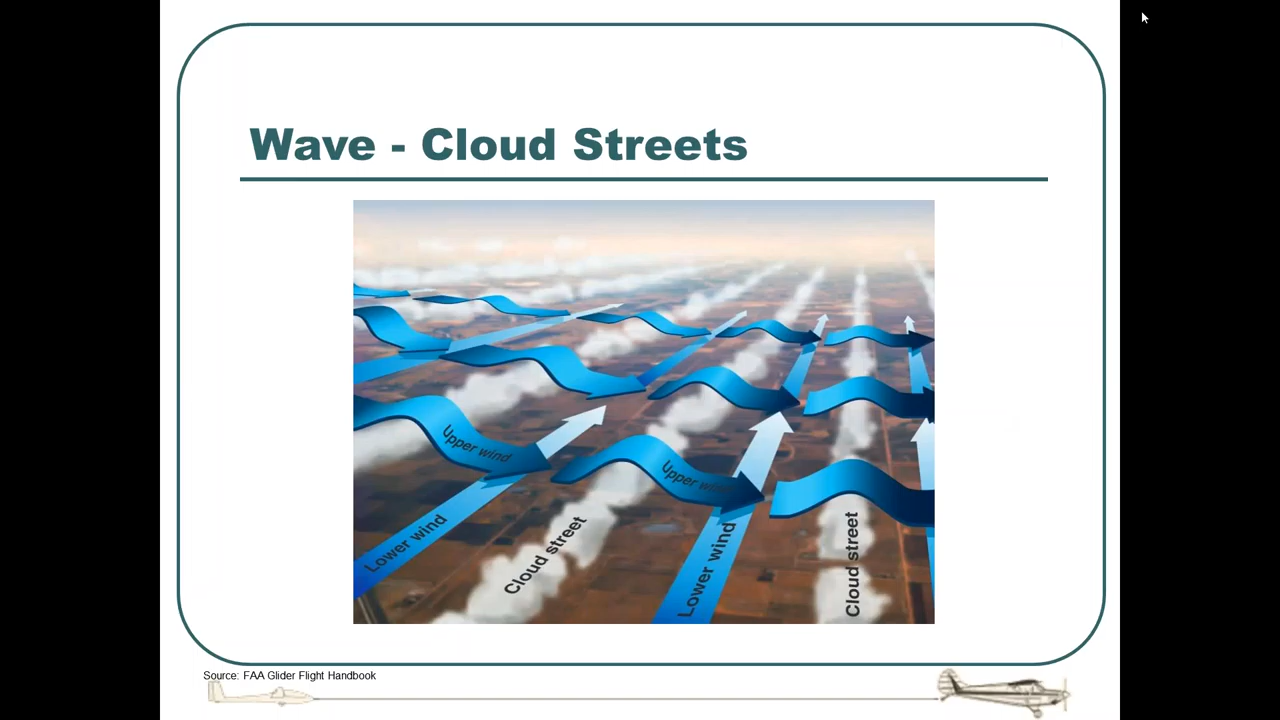 Wave - Cloud Streets
Upper wind
Upper wind
Lower wind
Cloud street
Lower wind
Cloud street
Source: FAA Glider Flight Handbook